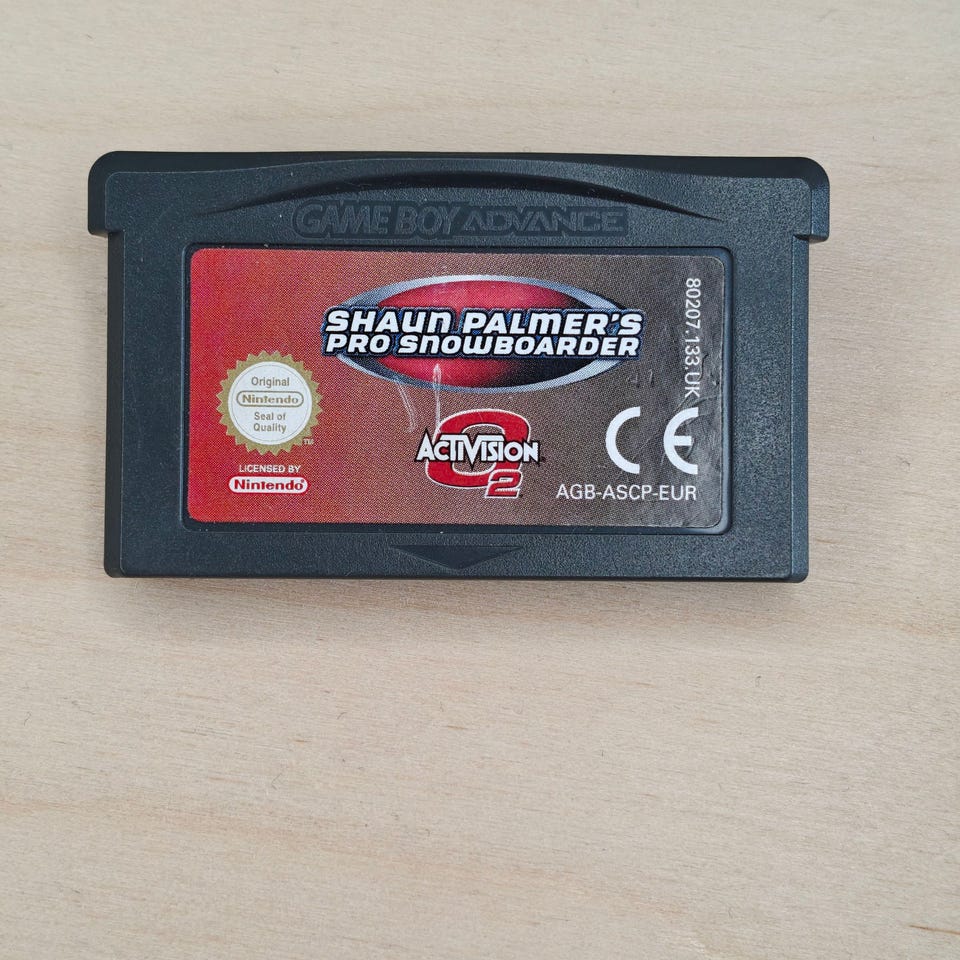 GAME BOY ADVANCE
SHAUN PALMER'S
PRO SNOWBOARDER
80207.133.UK
Original
Nintendo
Seal of
Quality
TM
LICENSED BY
Nintendo®
ACTIVISION
O2
CE
AGB-ASCP-EUR